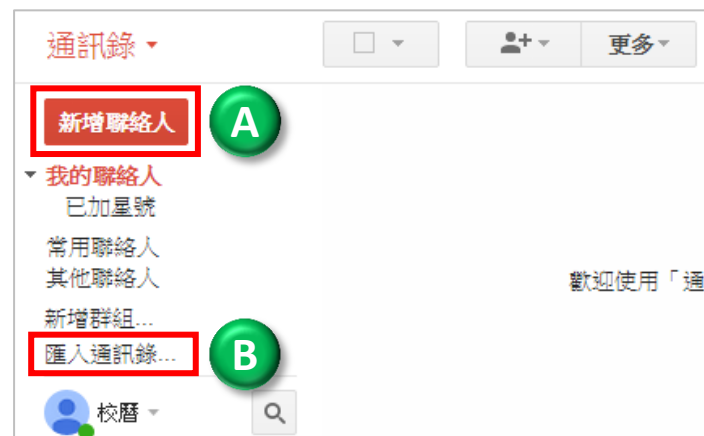 通訊錄
更多
新增聯絡人
A
我的聯絡人
已加星號
常用聯絡人
其他聯絡人
歡迎使用「通
新增群組...
匯入通訊錄...
B
校曆